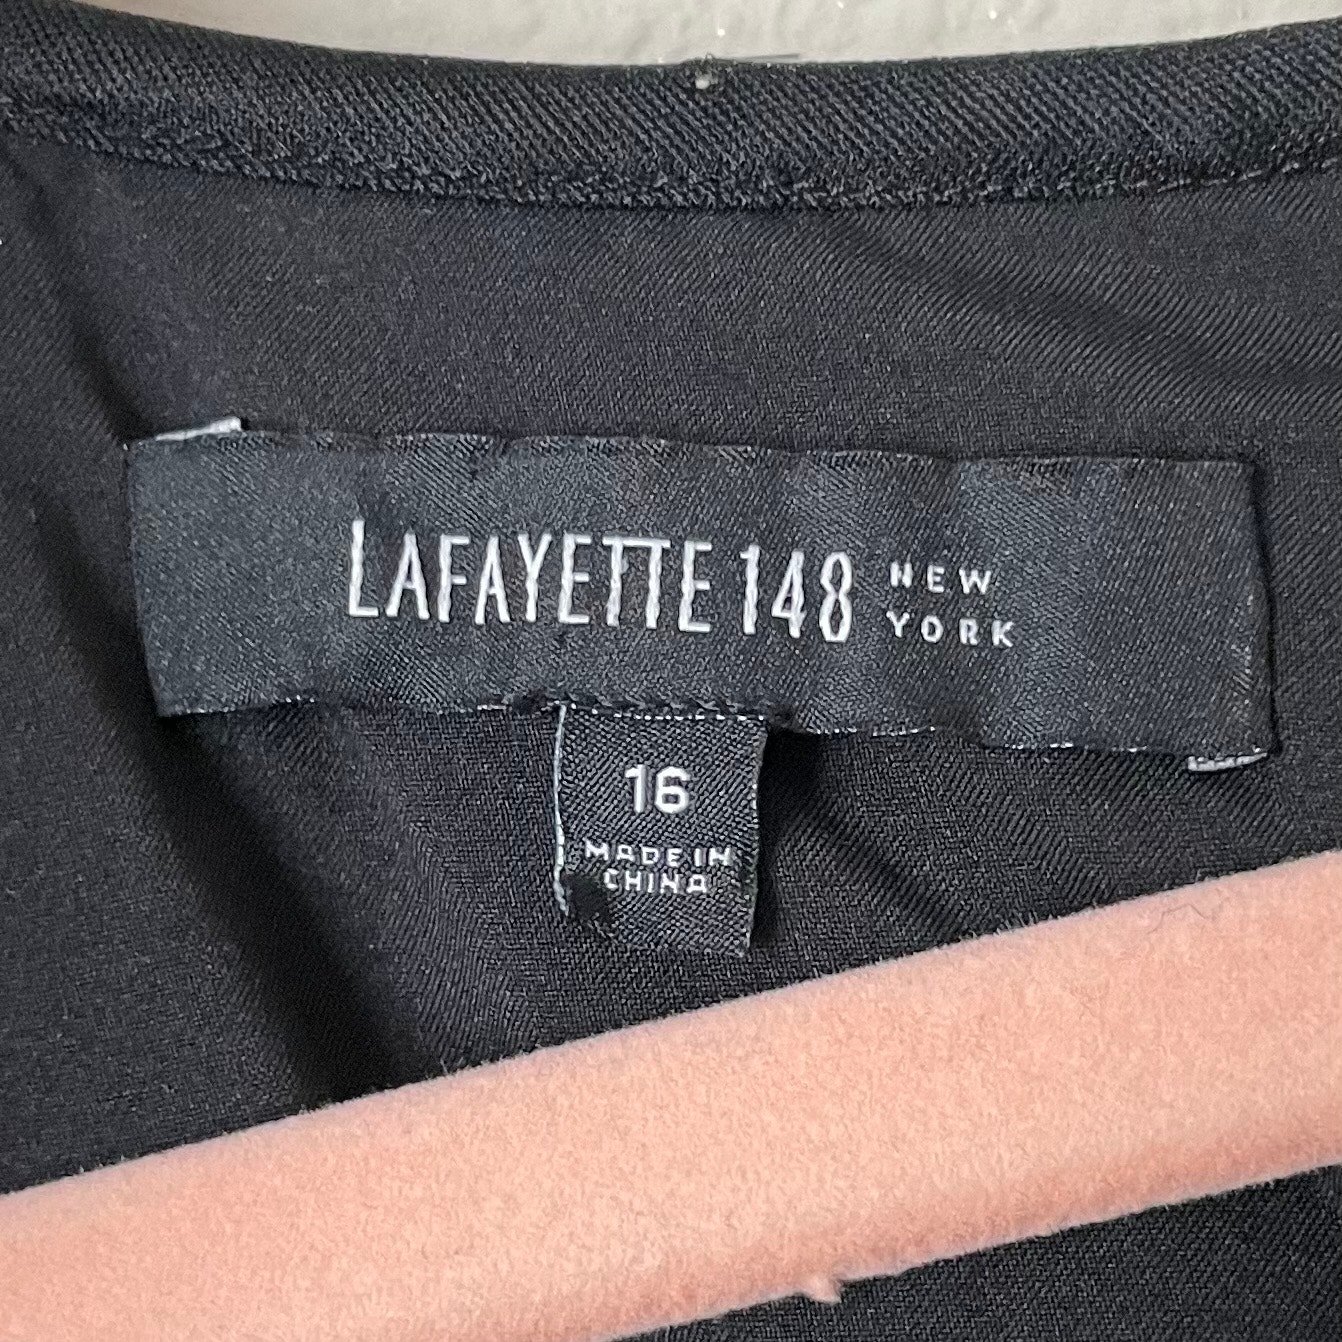 LAFAYETTE 148 NEW YORK
16
MADE IN
CHINA